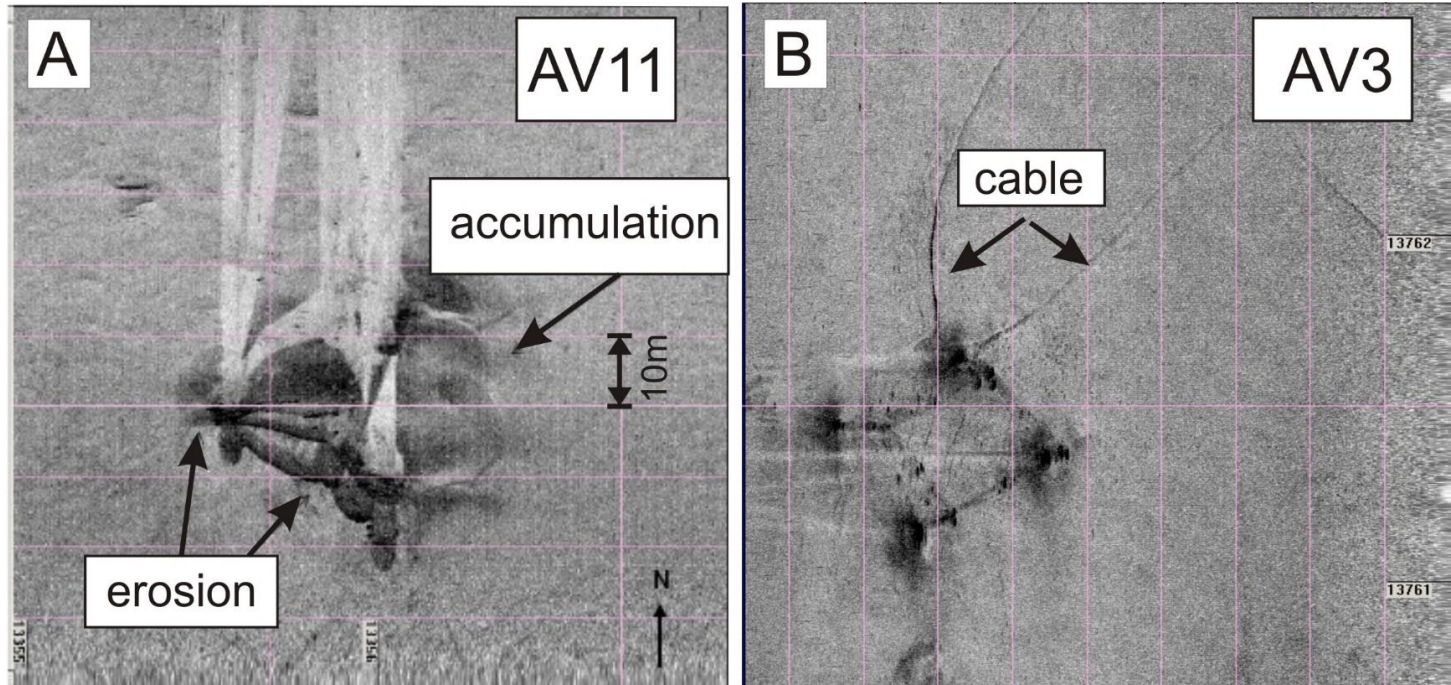 A
AV11
accumulation
10m
erosion
N
13355
13356
B
AV3
cable
13762
13761